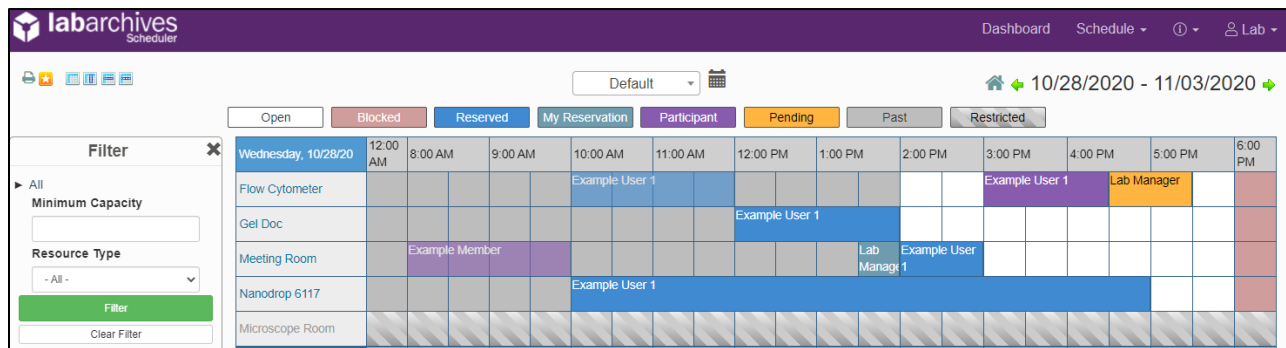 labarchives
Scheduler
Dashboard Schedule Lab
Default
10/28/2020 - 11/03/2020
Open Blocked Reserved My Reservation Participant Pending Past Restricted
Filter
All
Minimum Capacity
Resource Type
- All -
Filter
Clear Filter
Wednesday, 10/28/20 12:00 AM 8:00 AM 9:00 AM 10:00 AM 11:00 AM 12:00 PM 1:00 PM 2:00 PM 3:00 PM 4:00 PM 5:00 PM 6:00 PM
Flow Cytometer Example User 1 Example User 1 Lab Manager
Gel Doc Example User 1
Meeting Room Example Member Lab Manage Example User 1
Nanodrop 6117 Example User 1
Microscope Room